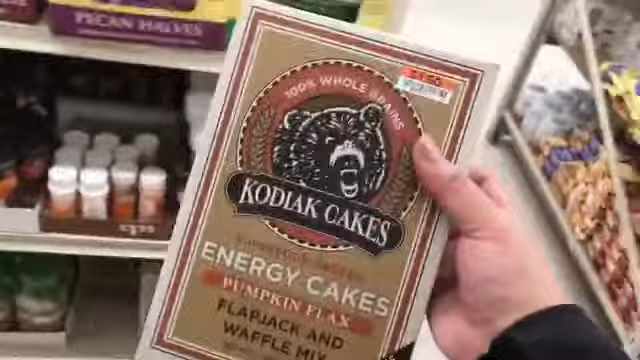 PECAN HALVES
100% WHOLE GRAINS
KODIAK CAKES
ENERGY CAKES
PUMPKIN FLAX
FLAPJACK AND
WAFFLE MIX